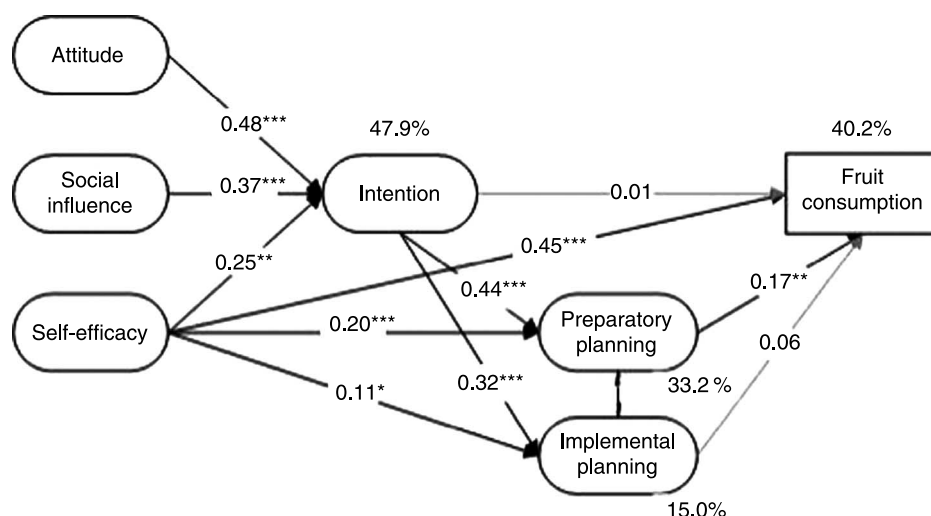 Attitude
0.48***
47.9%
40.2%
Social
influence
0.37***
Intention
0.01
Fruit
consumption
0.25**
0.45***
0.44***
0.17**
Self-efficacy
0.20***
Preparatory
planning
0.06
33.2 %
0.32***
0.11*
Implemental
planning
15.0%